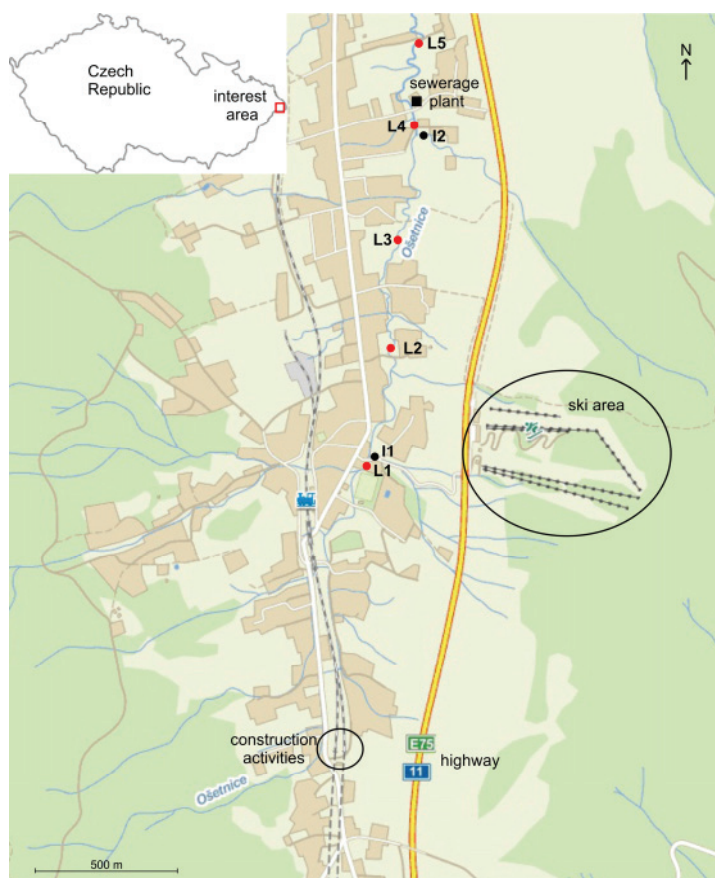 Czech
Republic
interest
area
N
L5
sewerage
plant
L4
I2
L3
Ošetnice
L2
ski area
I1
L1
construction
activities
E75
11
highway
Ošetnice
500 m